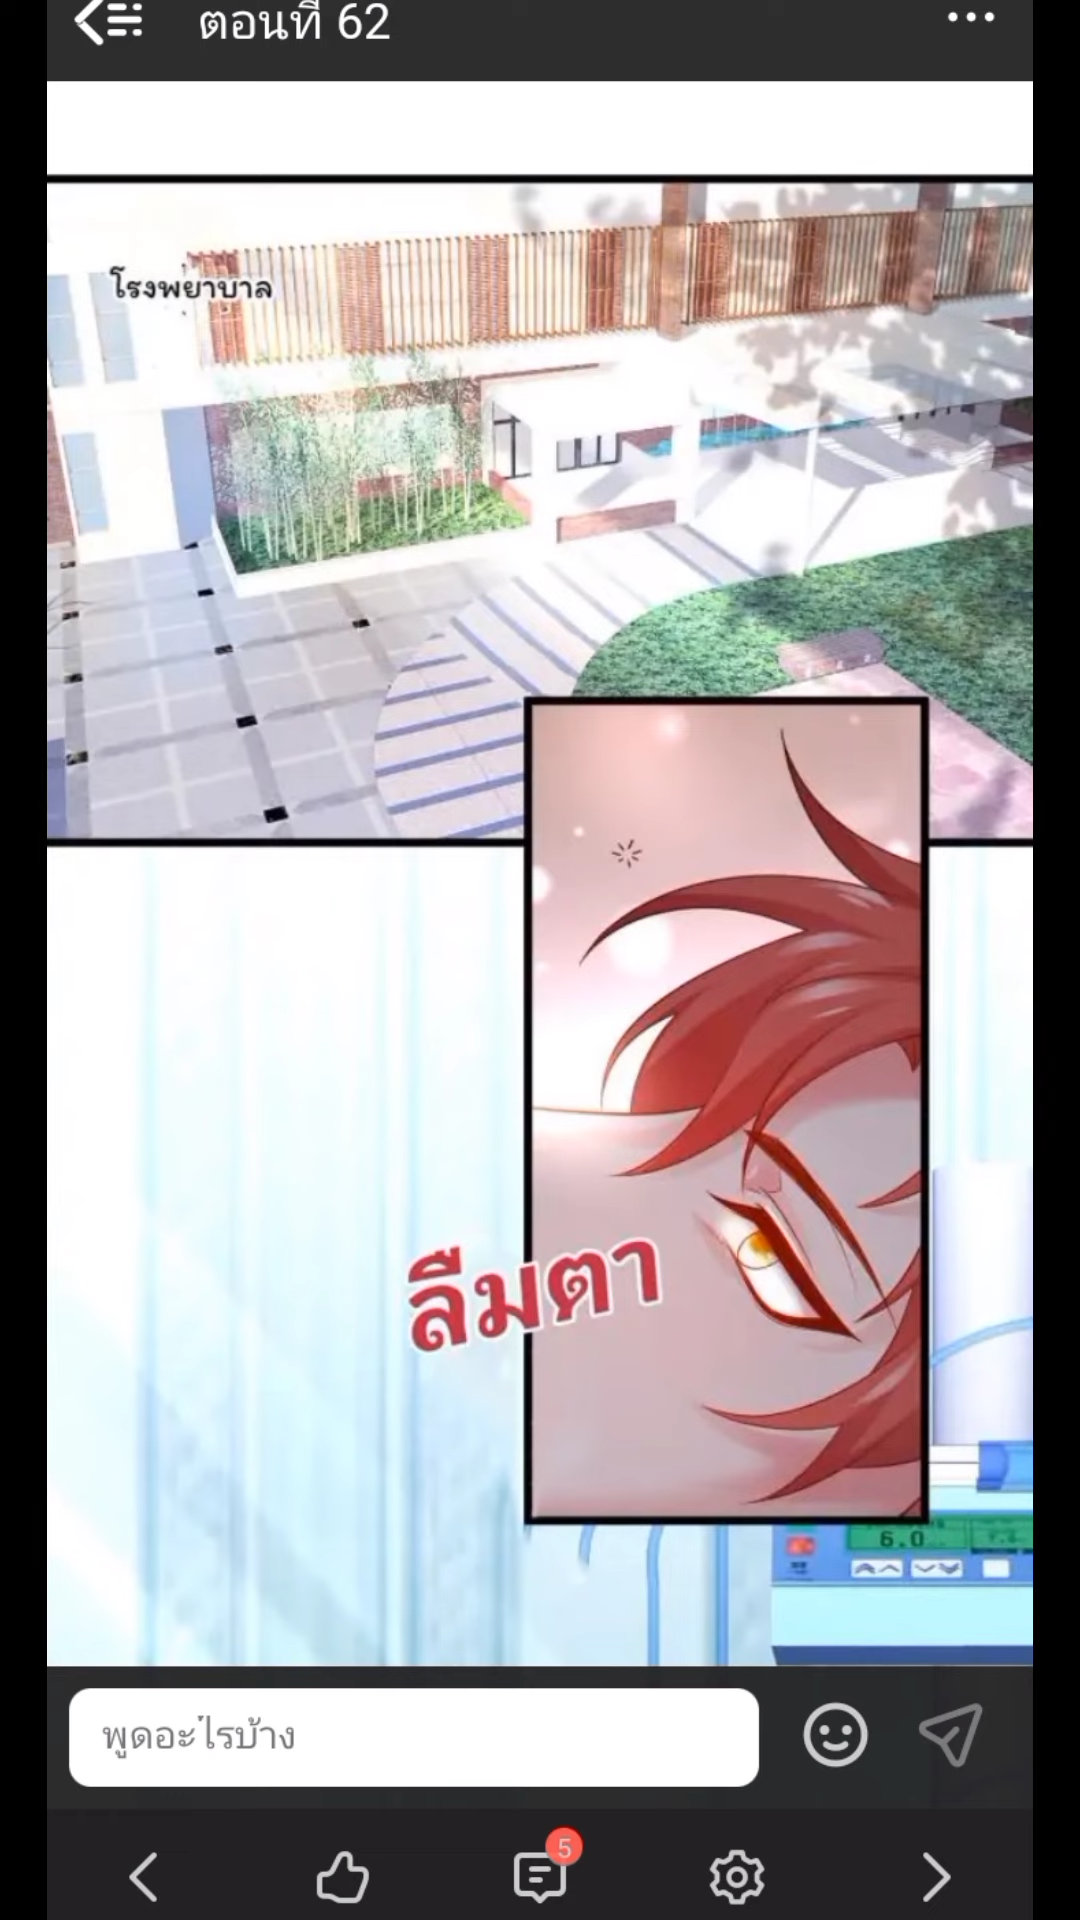 ตอนที่ 62
โรงพยาบาล
ลืมตา
6.0
พูดอะไรบ้าง
5